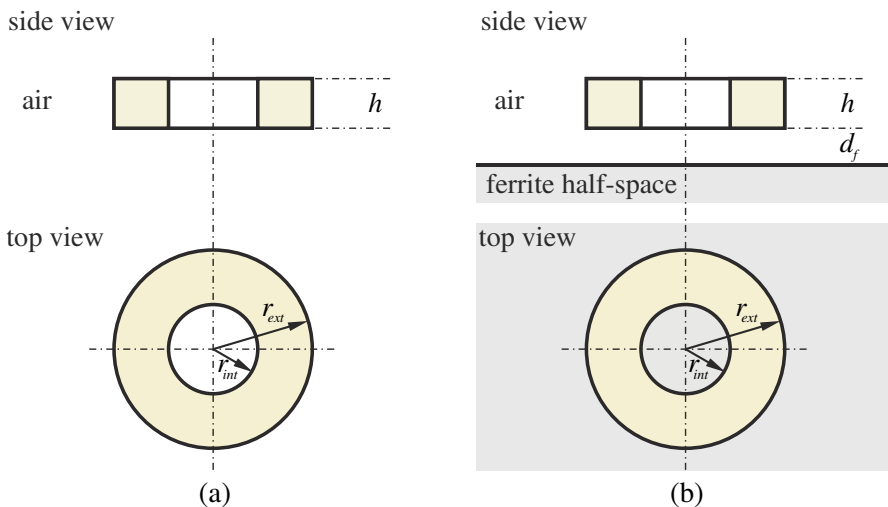 side view
air
h
top view
r_ext
r_int
(a)
side view
air
h
d_f
ferrite half-space
top view
r_ext
r_int
(b)